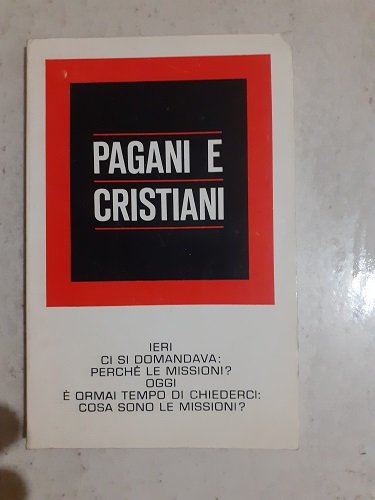 PAGANI E
CRISTIANI
IERI
CI SI DOMANDAVA:
PERCHÉ LE MISSIONI?
OGGI
È ORMAI TEMPO DI CHIEDERCI:
COSA SONO LE MISSIONI?